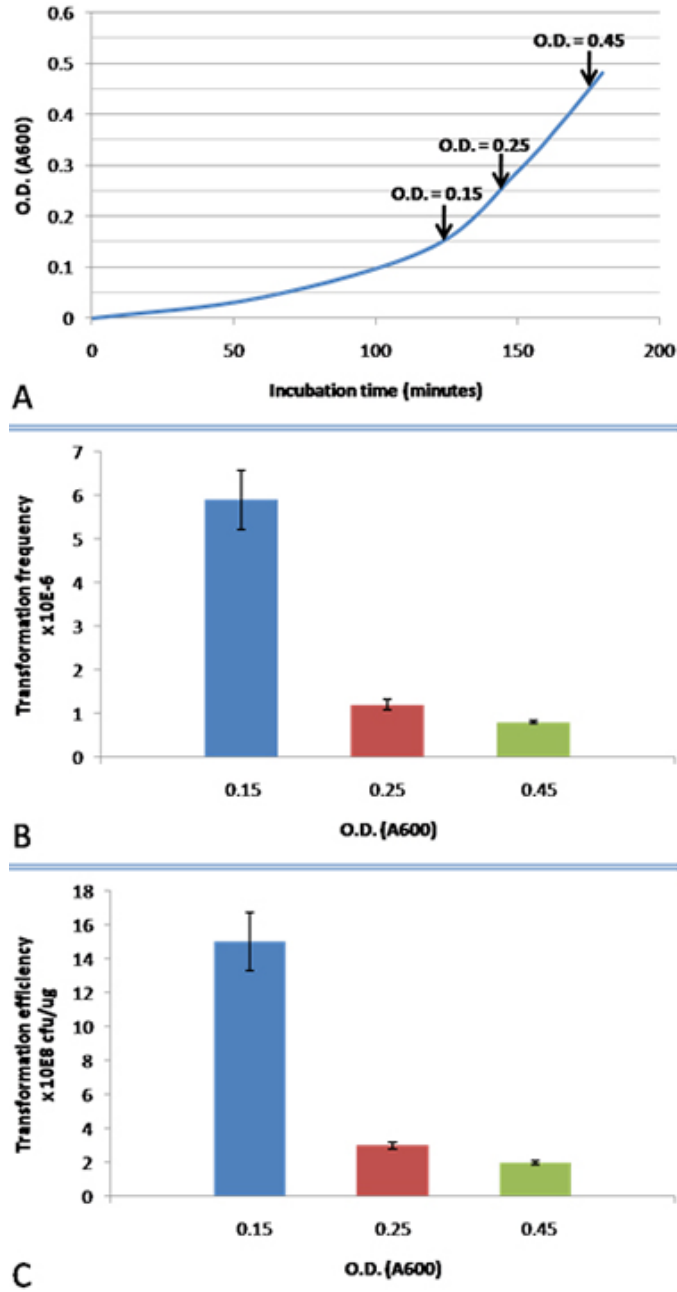 0.6
0.5
0.4
0.3
0.2
0.1
0
O.D. (A600)
O.D. = 0.45
O.D. = 0.25
O.D. = 0.15
0 50 100 150 200
Incubation time (minutes)
A
7
6
5
4
3
2
1
0
Transformation frequency
x 10E-6
0.15 0.25 0.45
O.D. (A600)
B
18
16
14
12
10
8
6
4
2
0
Transformation efficiency
x 10E8 cfu/ug
0.15 0.25 0.45
O.D. (A600)
C